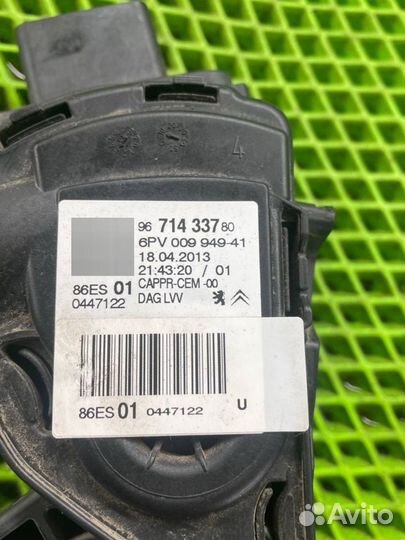 4
96 714 337 80
6PV 009 949-41
18.04.2013
21:43:20 / 01
86ES 01 CAPPR-CEM -00
0447122 DAG LVV
86ES 01 0447122 U
Avito